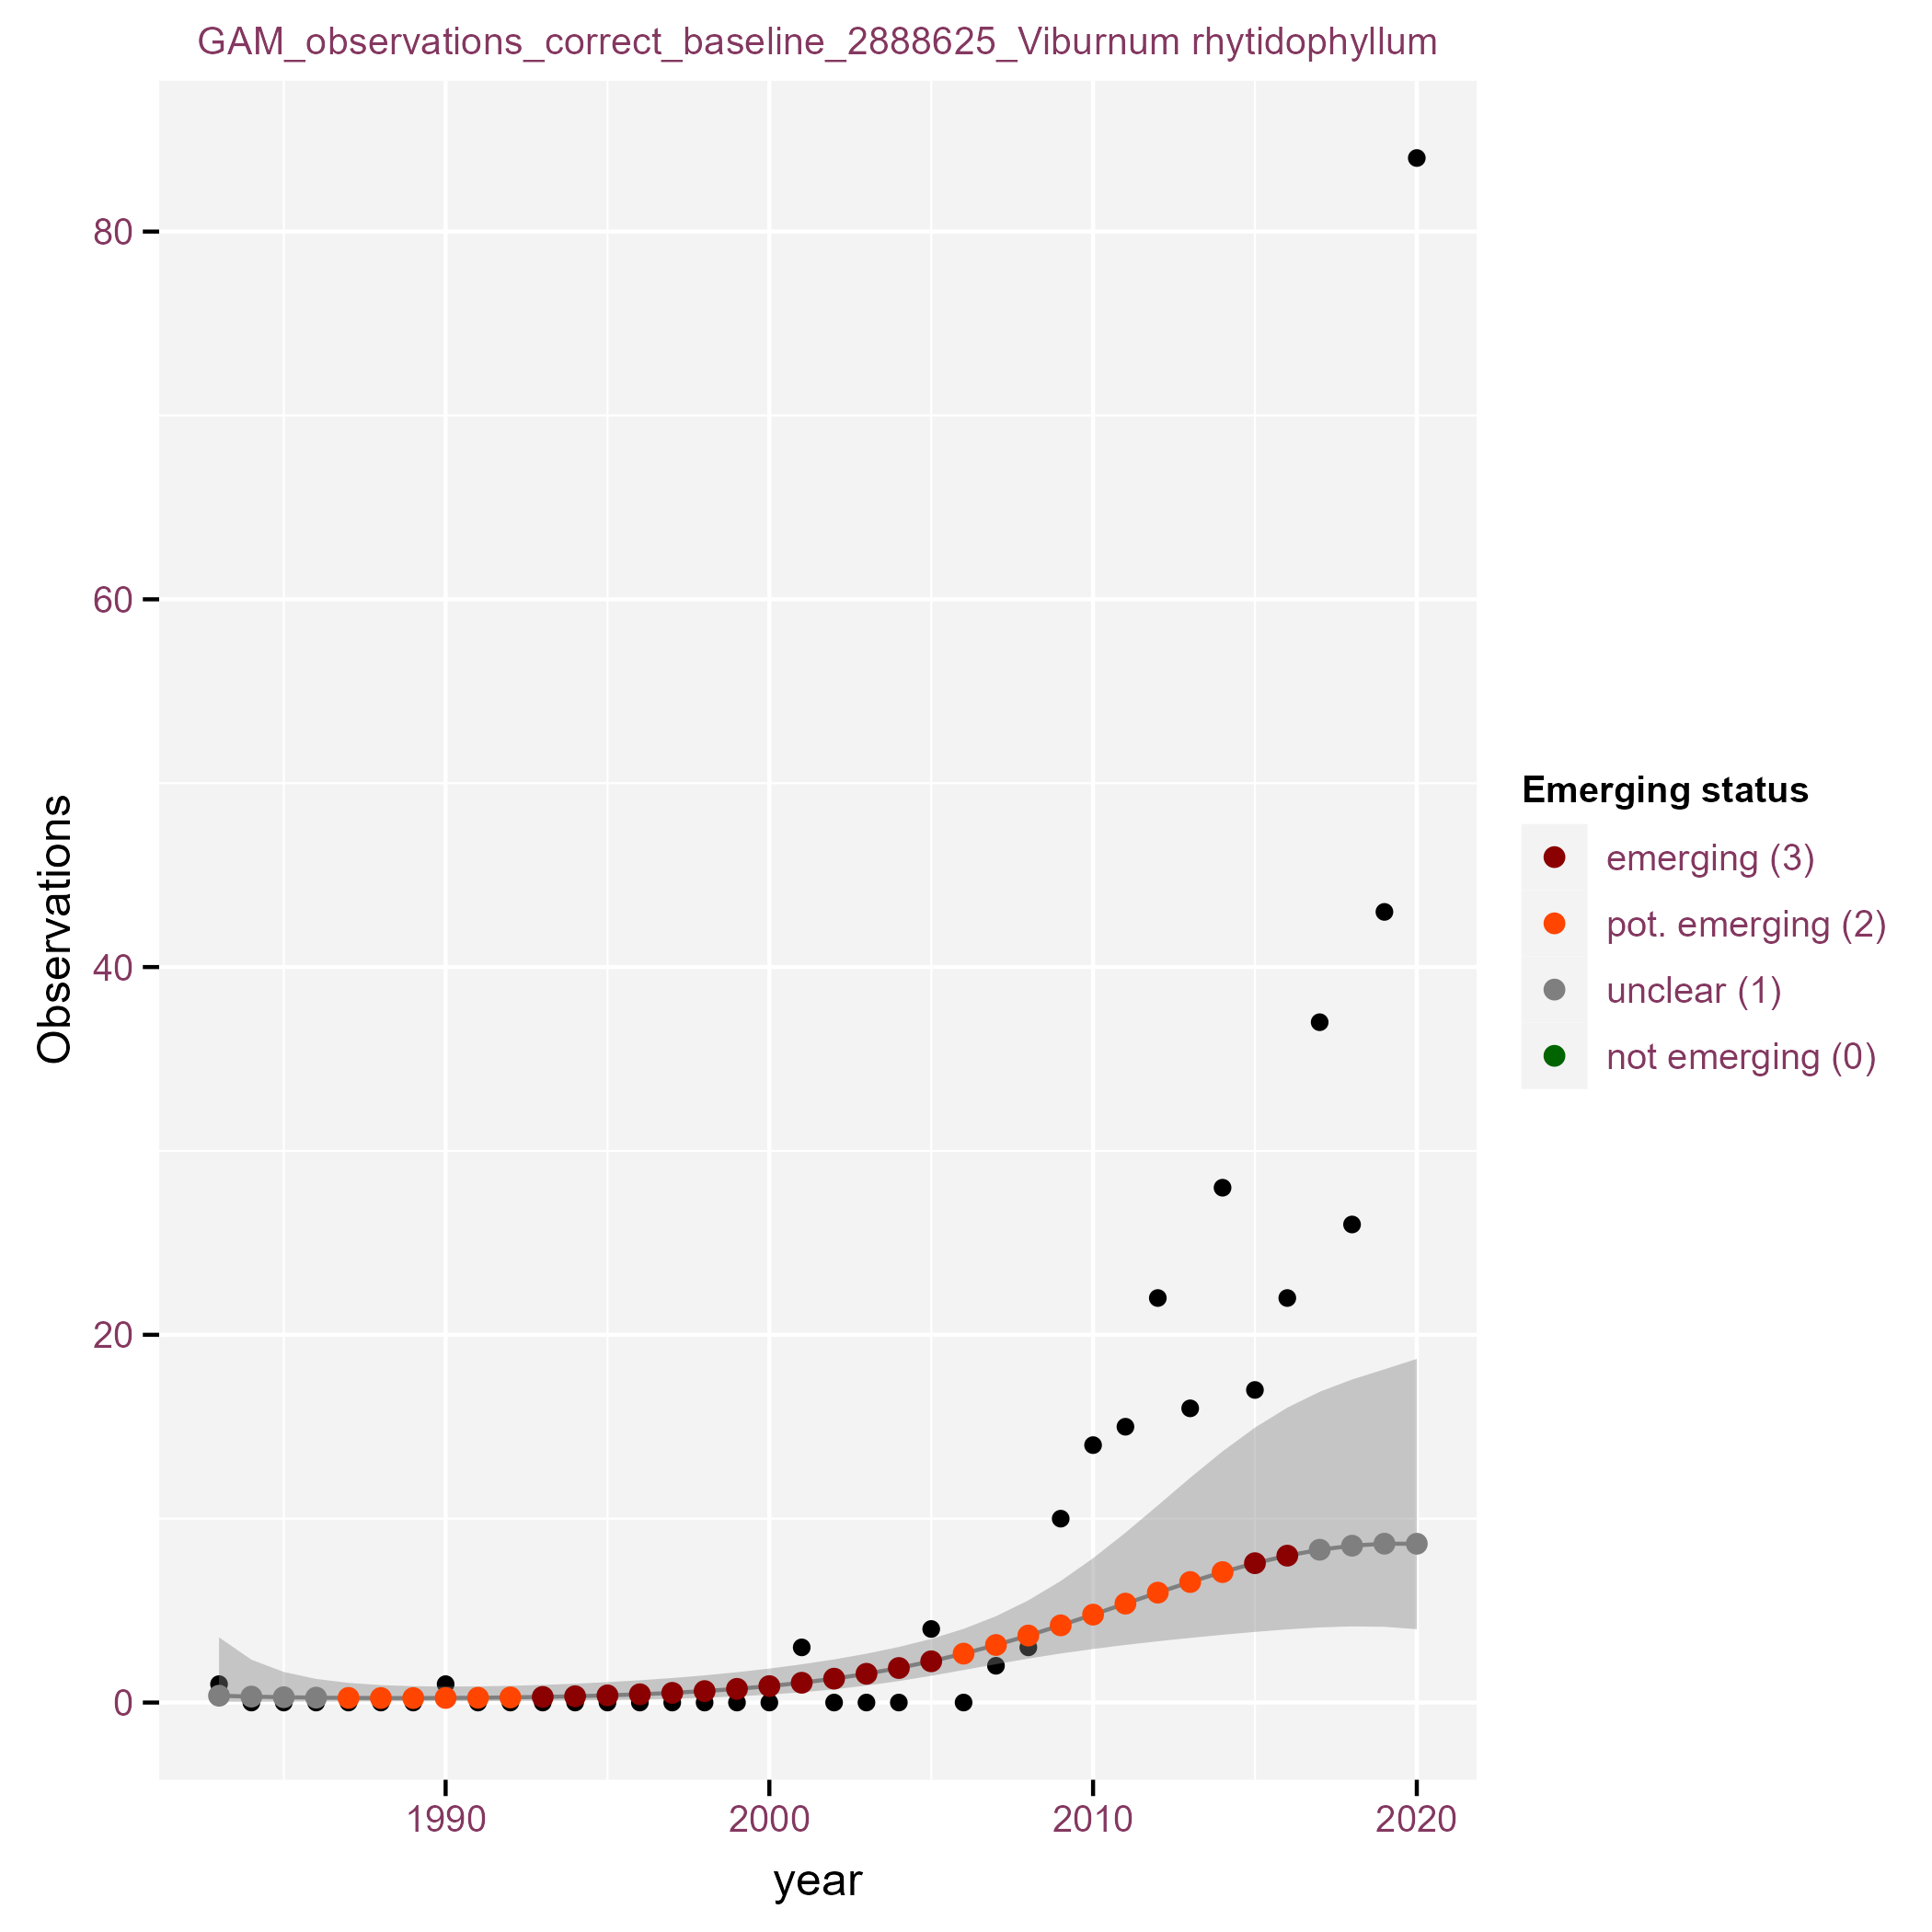 GAM_observations_correct_baseline_2888625_Viburnum rhytidophyllum
Observations
80
60
40
20
0
1990 2000 2010 2020
year
Emerging status
emerging (3)
pot. emerging (2)
unclear (1)
not emerging (0)